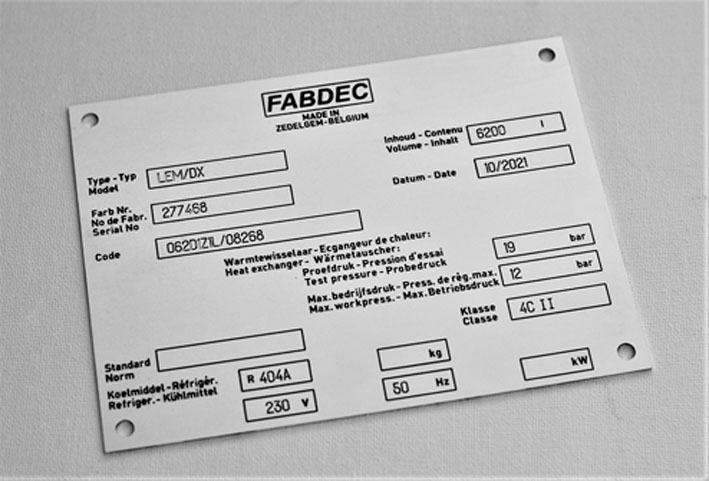 FABDEC
MADE IN
ZEDELGEM-BELGIUM
Inhoud - Contenu
Volume - Inhalt
6200 l
Type - Typ
Model
LEM/DX
Datum - Date
10/2021
Farb Nr.
No de Fabr.
Serial No
277468
Code
06201Z1L/08268
Warmtewisselaar - Ecgangeur de chaleur:
Heat exchanger - Wärmetauscher:
Proefdruk - Pression d'essai
Test pressure - Probedruck
19 bar
Max. bedrijfsdruk - Press. de règ. max.
Max. workpress. - Max. Betriebsdruck
12 bar
Klasse
Classe
4C II
Standard
Norm
Koelmiddel - Réfrigér.
Refriger. - Kühlmittel
R 404A
kg
kW
230 V
50 Hz